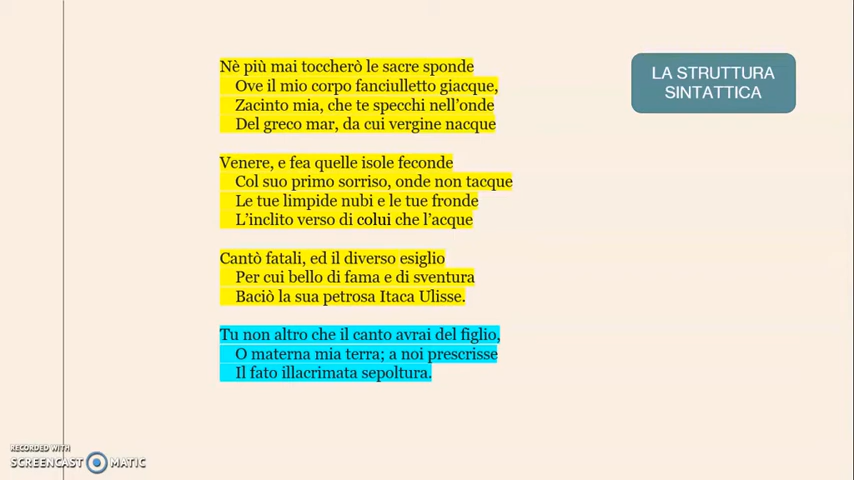 Nè più mai toccherò le sacre sponde
Ove il mio corpo fanciulletto giacque,
Zacinto mia, che te specchi nell'onde
Del greco mar, da cui vergine nacque
Venere, e fea quelle isole feconde
Col suo primo sorriso, onde non tacque
Le tue limpide nubi e le tue fronde
L'inclito verso di colui che l'acque
Cantò fatali, ed il diverso esiglio
Per cui bello di fama e di sventura
Baciò la sua petrosa Itaca Ulisse.
Tu non altro che il canto avrai del figlio,
O materna mia terra; a noi prescrisse
Il fato illacrimata sepoltura.
LA STRUTTURA
SINTATTICA
RECORDED WITH
SCREENCAST MATIC